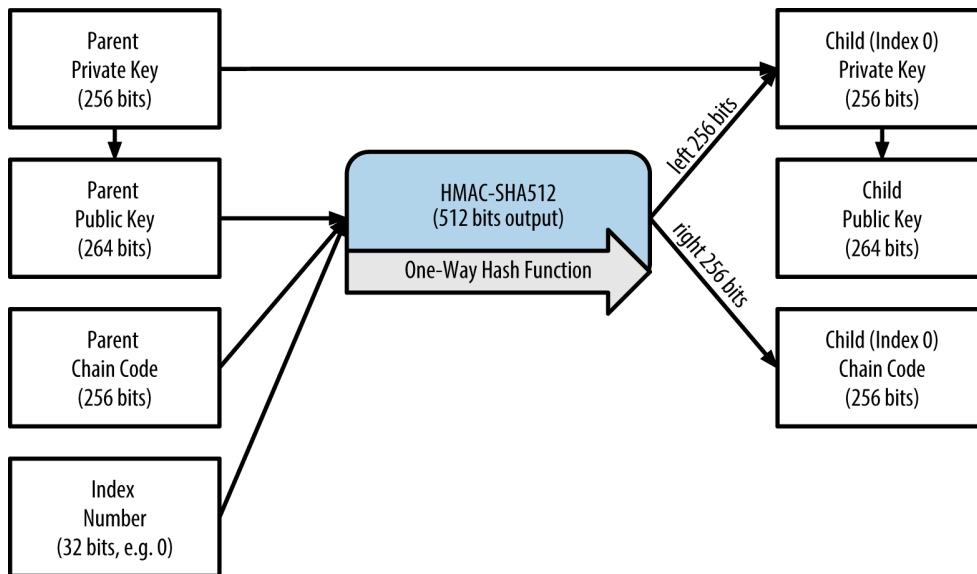 Parent
Private Key
(256 bits)
Parent
Public Key
(264 bits)
Parent
Chain Code
(256 bits)
Index
Number
(32 bits, e.g. 0)
HMAC-SHA512
(512 bits output)
One-Way Hash Function
left 256 bits
right 256 bits
Child (Index 0)
Private Key
(256 bits)
Child
Public Key
(264 bits)
Child (Index 0)
Chain Code
(256 bits)